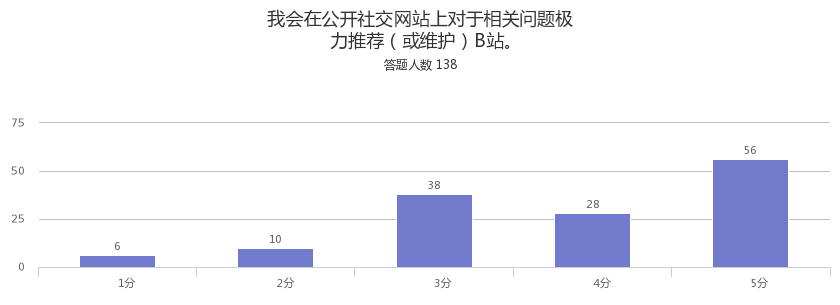 我会在公开社交网站上对于相关问题极
力推荐（或维护）B站。
答题人数 138
75
50
25
0
6
10
38
28
56
1分
2分
3分
4分
5分